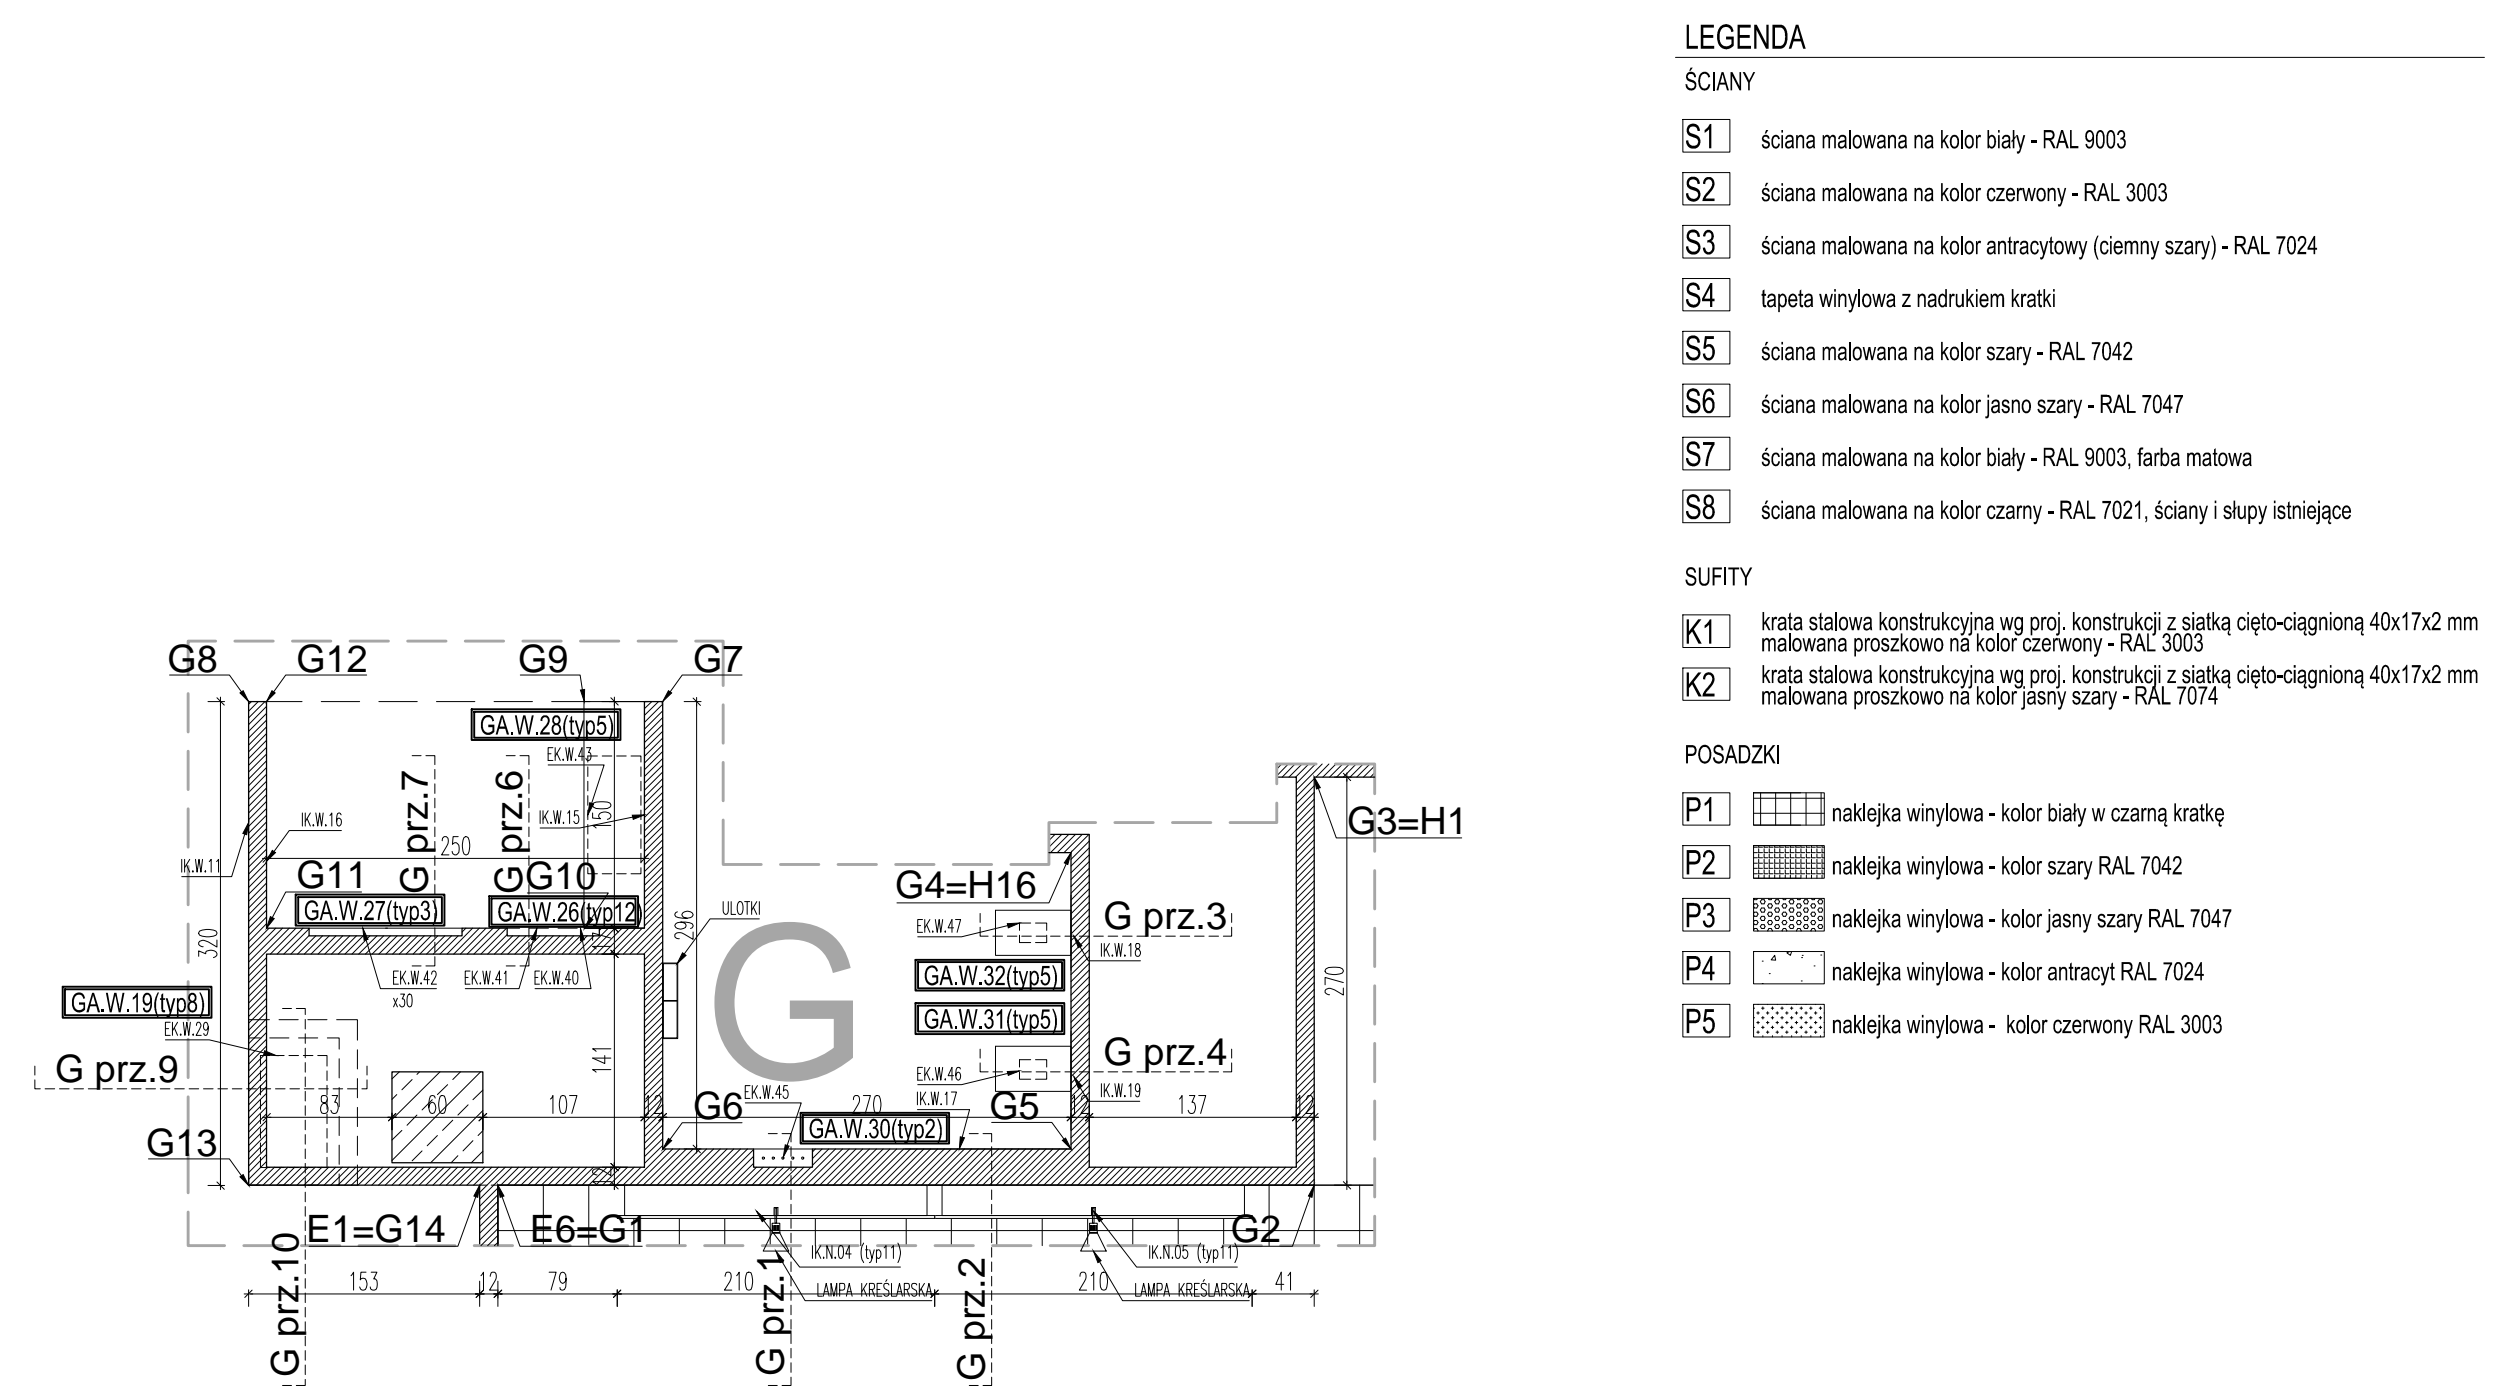 LEGENDA
ŚCIANY
S1 ściana malowana na kolor biały - RAL 9003
S2 ściana malowana na kolor czerwony - RAL 3003
S3 ściana malowana na kolor antracytowy (ciemny szary) - RAL 7024
S4 tapeta winylowa z nadrukiem kratki
S5 ściana malowana na kolor szary - RAL 7042
S6 ściana malowana na kolor jasno szary - RAL 7047
S7 ściana malowana na kolor biały - RAL 9003, farba matowa
S8 ściana malowana na kolor czarny - RAL 7021, ściany i słupy istniejące
SUFITY
K1 krata stalowa konstrukcyjna wg proj. konstrukcji z siatką cięto-ciągnioną 40x17x2 mm
malowana proszkowo na kolor czerwony - RAL 3003
K2 krata stalowa konstrukcyjna wg proj. konstrukcji z siatką cięto-ciągnioną 40x17x2 mm
malowana proszkowo na kolor jasny szary - RAL 7074
POSADZKI
P1 naklejka winylowa - kolor biały w czarną kratkę
P2 naklejka winylowa - kolor szary RAL 7042
P3 naklejka winylowa - kolor jasny szary RAL 7047
P4 naklejka winylowa - kolor antracyt RAL 7024
P5 naklejka winylowa - kolor czerwony RAL 3003
G8
G12
G9
G7
GA.W.28(typ5)
EK.W.43
IK.W.16
IK.W.15
150
G prz.7
G prz.6
G3=H1
250
IK.W.11
G11
G10
G4=H16
GA.W.27(typ3)
GA.W.26(typ12)
ULOTKI
G
EK.W.47
G prz.3
320
296
17
IK.W.18
EK.W.42
x30
EK.W.41
EK.W.40
GA.W.32(typ5)
270
GA.W.19(typ8)
EK.W.29
GA.W.31(typ5)
G prz.9
141
G prz.4
EK.W.46
EK.W.45
IK.W.17
IK.W.19
83
60
107
12
G6
270
G5
12
137
12
GA.W.30(typ2)
G13
12
E1=G14
E6=G1
G2
IK.N.04 (typ11)
IK.N.05 (typ11)
153
12
79
210
210
41
LAMPA KREŚLARSKA
LAMPA KREŚLARSKA
G prz.10
G prz.1
G prz.2